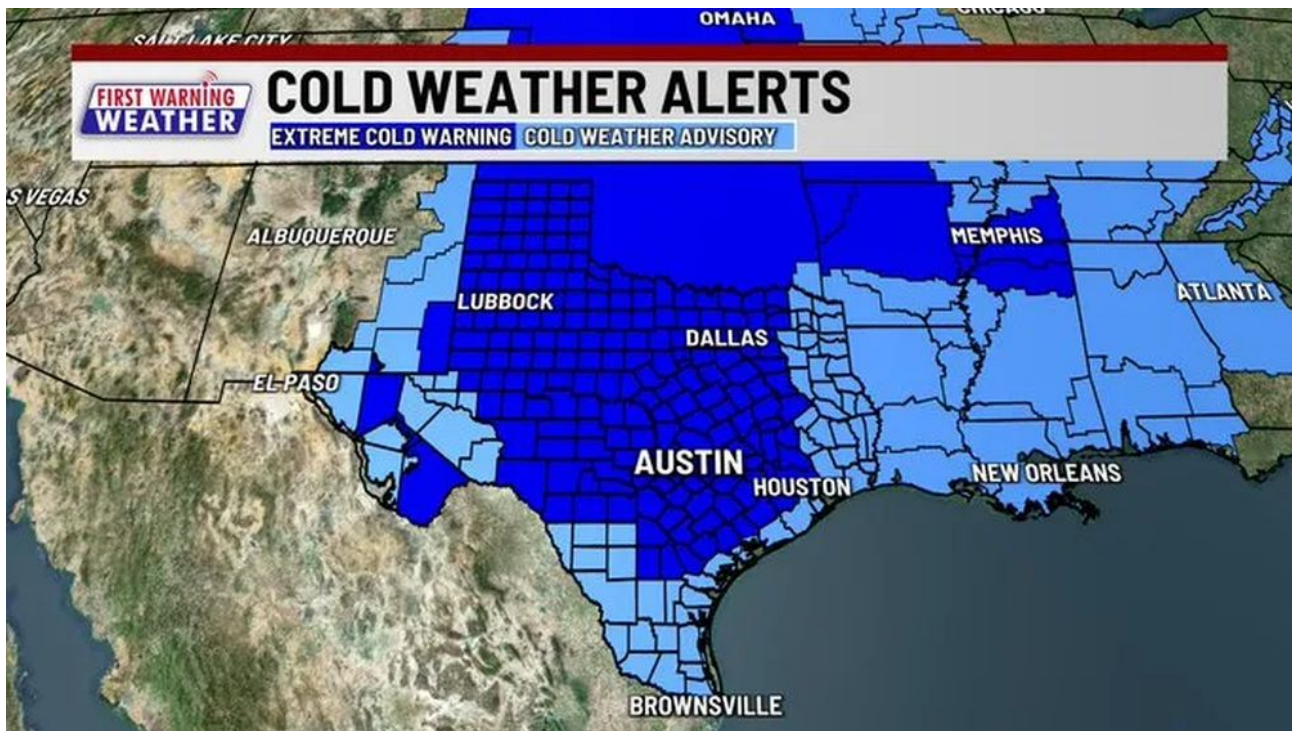 OMAHA
CHICAGO
SALT LAKE CITY
FIRST WARNING
WEATHER
COLD WEATHER ALERTS
EXTREME COLD WARNING
COLD WEATHER ADVISORY
S VEGAS
ALBUQUERQUE
MEMPHIS
LUBBOCK
ATLANTA
DALLAS
EL PASO
AUSTIN
HOUSTON
NEW ORLEANS
BROWNSVILLE